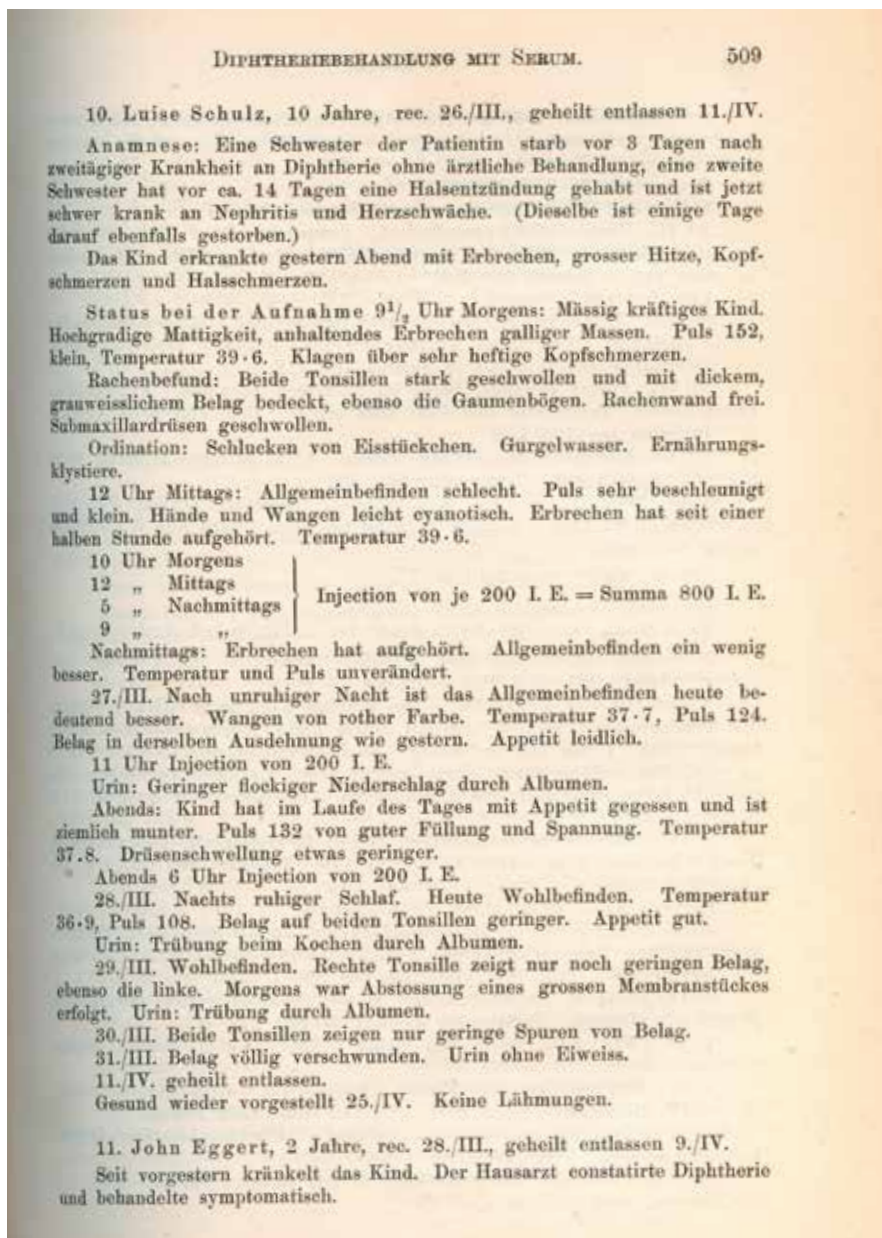 DIPHTHERIEBEHANDLUNG MIT SERUM. 509
10. Luise Schulz, 10 Jahre, rec. 26./III., geheilt entlassen 11./IV.
Anamnese: Eine Schwester der Patientin starb vor 3 Tagen nach
zweitägiger Krankheit an Diphtherie ohne ärztliche Behandlung, eine zweite
Schwester hat vor ca. 14 Tagen eine Halsentzündung gehabt und ist jetzt
schwer krank an Nephritis und Herzschwäche. (Dieselbe ist einige Tage
darauf ebenfalls gestorben.)
Das Kind erkrankte gestern Abend mit Erbrechen, grosser Hitze, Kopf-
schmerzen und Halsschmerzen.
Status bei der Aufnahme 9¹/₂ Uhr Morgens: Mässig kräftiges Kind.
Hochgradige Mattigkeit, anhaltendes Erbrechen galliger Massen. Puls 152,
klein, Temperatur 39·6. Klagen über sehr heftige Kopfschmerzen.
Rachenbefund: Beide Tonsillen stark geschwollen und mit dickem,
grauweisslichem Belag bedeckt, ebenso die Gaumenbögen. Rachenwand frei.
Submaxillardrüsen geschwollen.
Ordination: Schlucken von Eisstückchen. Gurgelwasser. Ernährungs-
klystiere.
12 Uhr Mittags: Allgemeinbefinden schlecht. Puls sehr beschleunigt
und klein. Hände und Wangen leicht cyanotisch. Erbrechen hat seit einer
halben Stunde aufgehört. Temperatur 39·6.
10 Uhr Morgens
12 „ Mittags
5 „ Nachmittags
9 „ „
Injection von je 200 I. E. = Summa 800 I. E.
Nachmittags: Erbrechen hat aufgehört. Allgemeinbefinden ein wenig
besser. Temperatur und Puls unverändert.
27./III. Nach unruhiger Nacht ist das Allgemeinbefinden heute be-
deutend besser. Wangen von rother Farbe. Temperatur 37·7, Puls 124.
Belag in derselben Ausdehnung wie gestern. Appetit leidlich.
11 Uhr Injection von 200 I. E.
Urin: Geringer flockiger Niederschlag durch Albumen.
Abends: Kind hat im Laufe des Tages mit Appetit gegessen und ist
ziemlich munter. Puls 132 von guter Füllung und Spannung. Temperatur
37.8. Drüsenschwellung etwas geringer.
Abends 6 Uhr Injection von 200 I. E.
28./III. Nachts ruhiger Schlaf. Heute Wohlbefinden. Temperatur
36·9, Puls 108. Belag auf beiden Tonsillen geringer. Appetit gut.
Urin: Trübung beim Kochen durch Albumen.
29./III. Wohlbefinden. Rechte Tonsille zeigt nur noch geringen Belag,
ebenso die linke. Morgens war Abstossung eines grossen Membranstückes
erfolgt. Urin: Trübung durch Albumen.
30./III. Beide Tonsillen zeigen nur geringe Spuren von Belag.
31./III. Belag völlig verschwunden. Urin ohne Eiweiss.
11./IV. geheilt entlassen.
Gesund wieder vorgestellt 25./IV. Keine Lähmungen.
11. John Eggert, 2 Jahre, rec. 28./III., geheilt entlassen 9./IV.
Seit vorgestern kränkelt das Kind. Der Hausarzt constatirte Diphtherie
und behandelte symptomatisch.